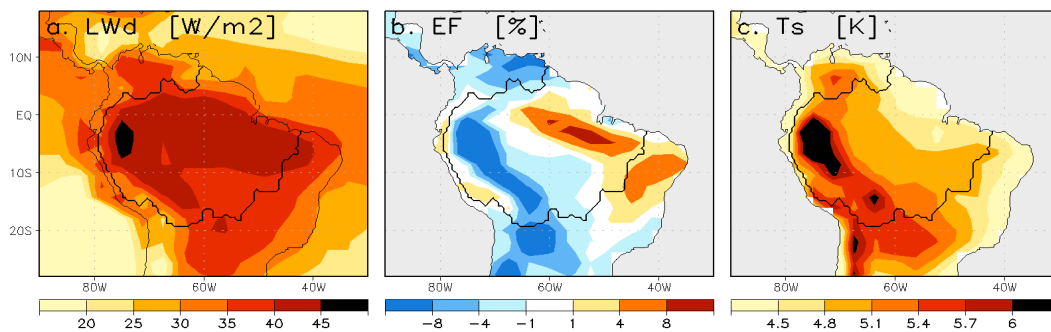 a. LWd [W/m2]
b. EF [%]
c. Ts [K]
10N
EQ
10S
20S
80W 60W 40W
80W 60W 40W
80W 60W 40W
20 25 30 35 40 45
−8 −4 −1 1 4 8
4.5 4.8 5.1 5.4 5.7 6